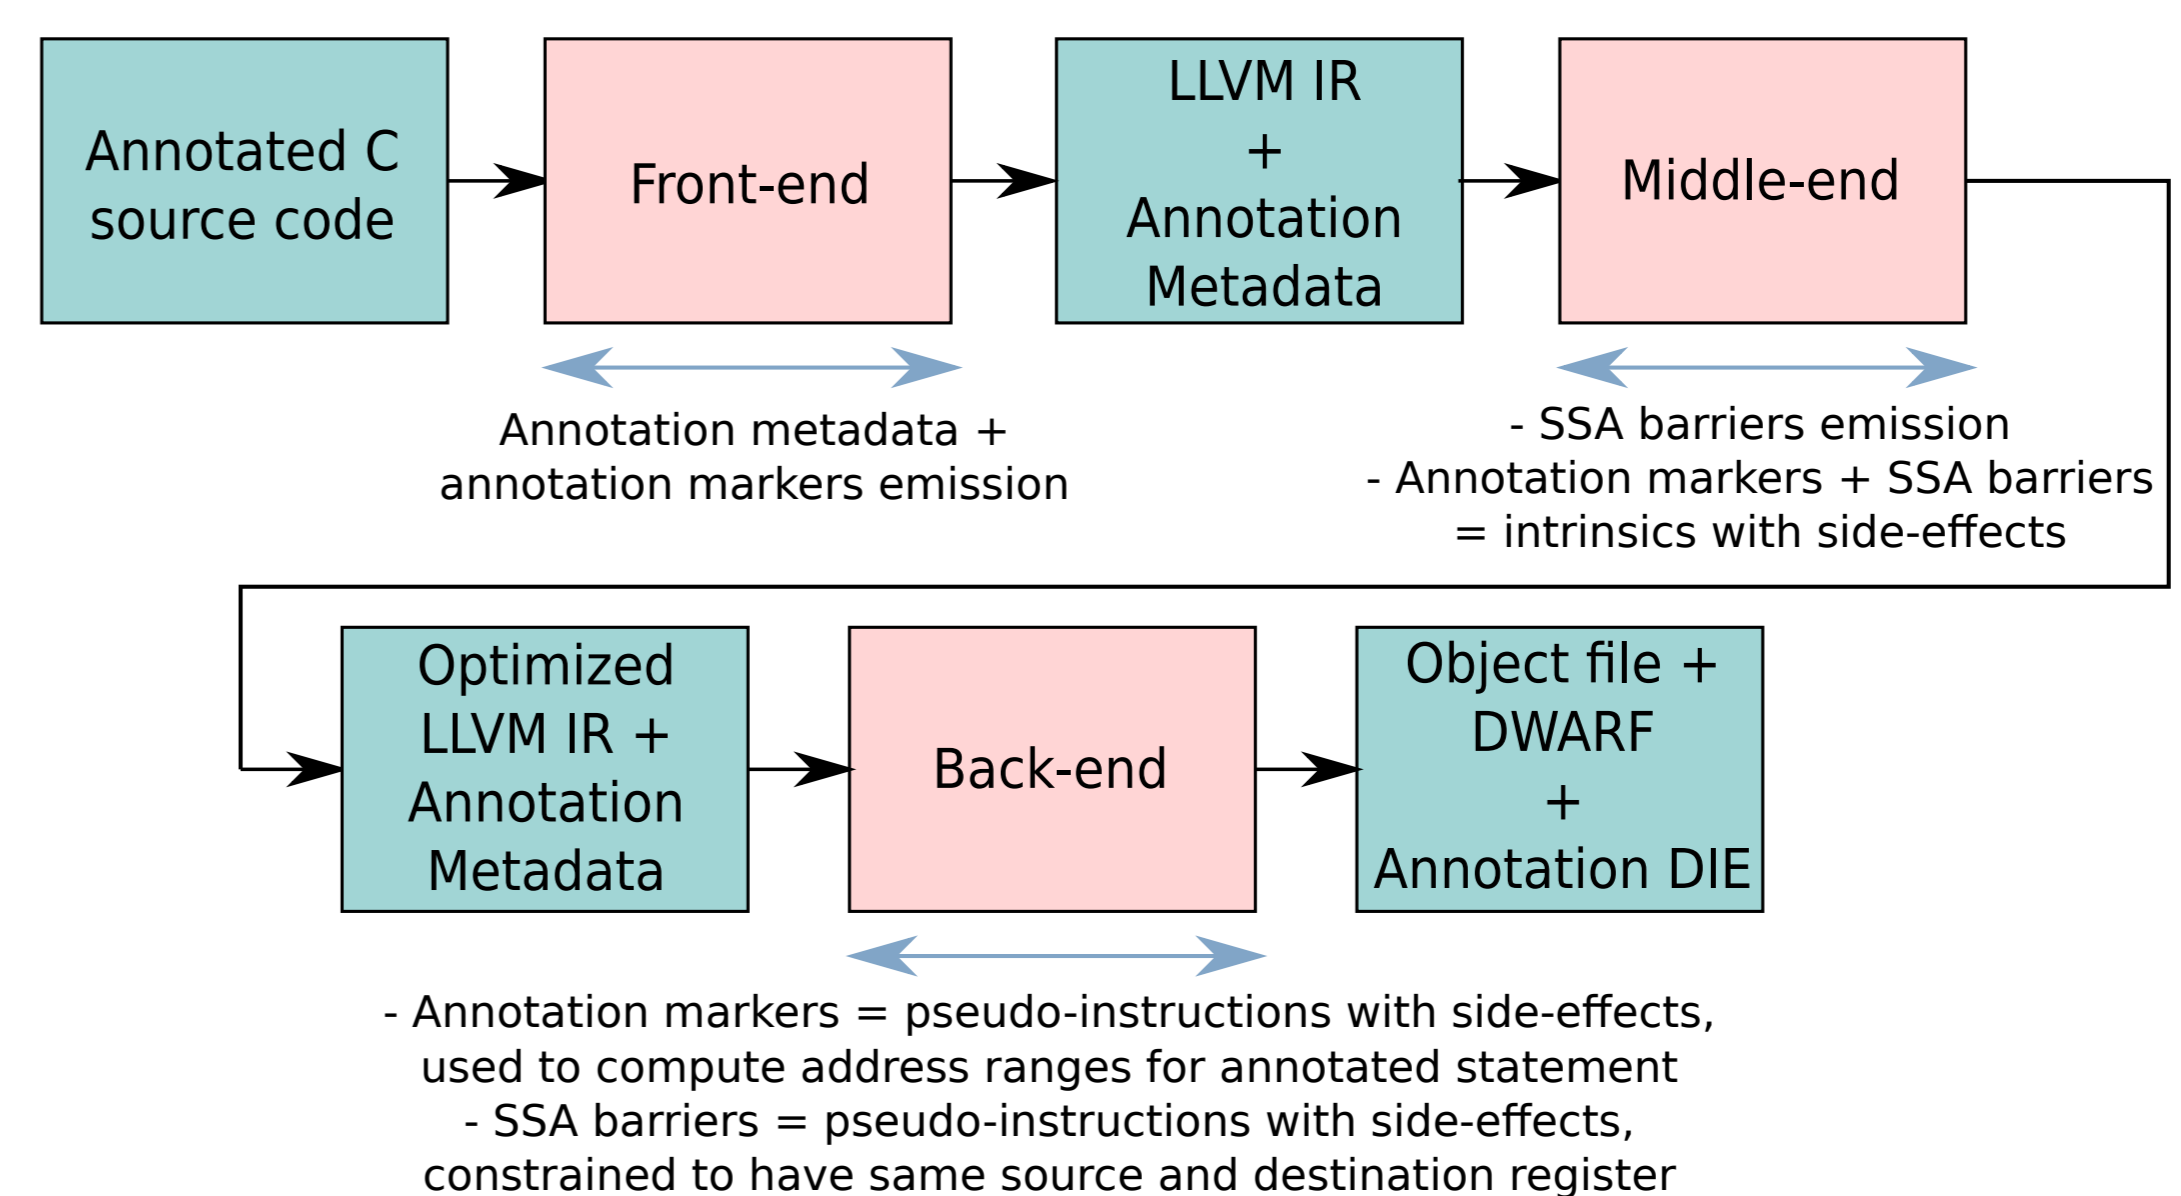 Annotated C
source code
Front-end
LLVM IR
+
Annotation
Metadata
Middle-end
Annotation metadata +
annotation markers emission
- SSA barriers emission
- Annotation markers + SSA barriers
= intrinsics with side-effects
Optimized
LLVM IR +
Annotation
Metadata
Back-end
Object file +
DWARF
+
Annotation DIE
- Annotation markers = pseudo-instructions with side-effects,
used to compute address ranges for annotated statement
- SSA barriers = pseudo-instructions with side-effects,
constrained to have same source and destination register